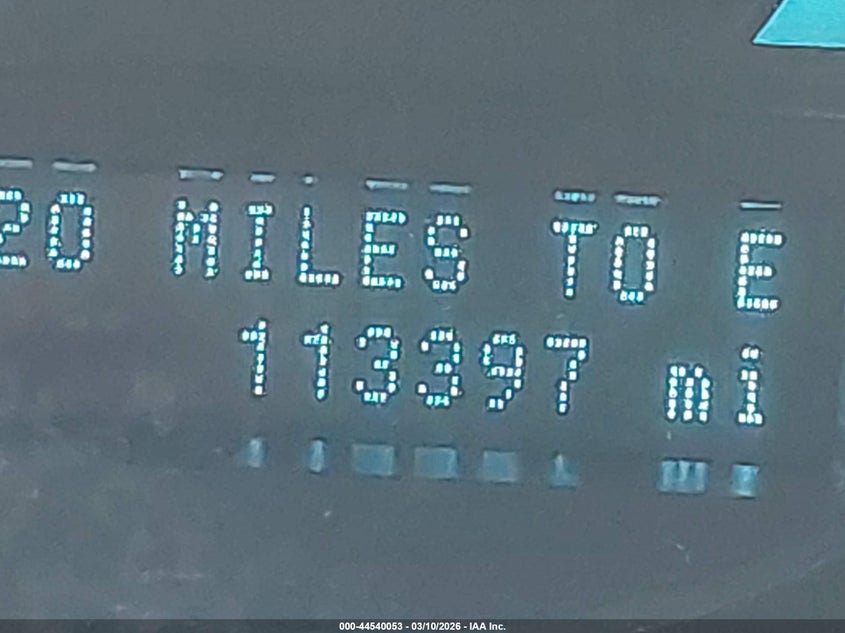 20 MILES TO E
113397 mi
000-44540053 - 03/10/2026 - IAA Inc.